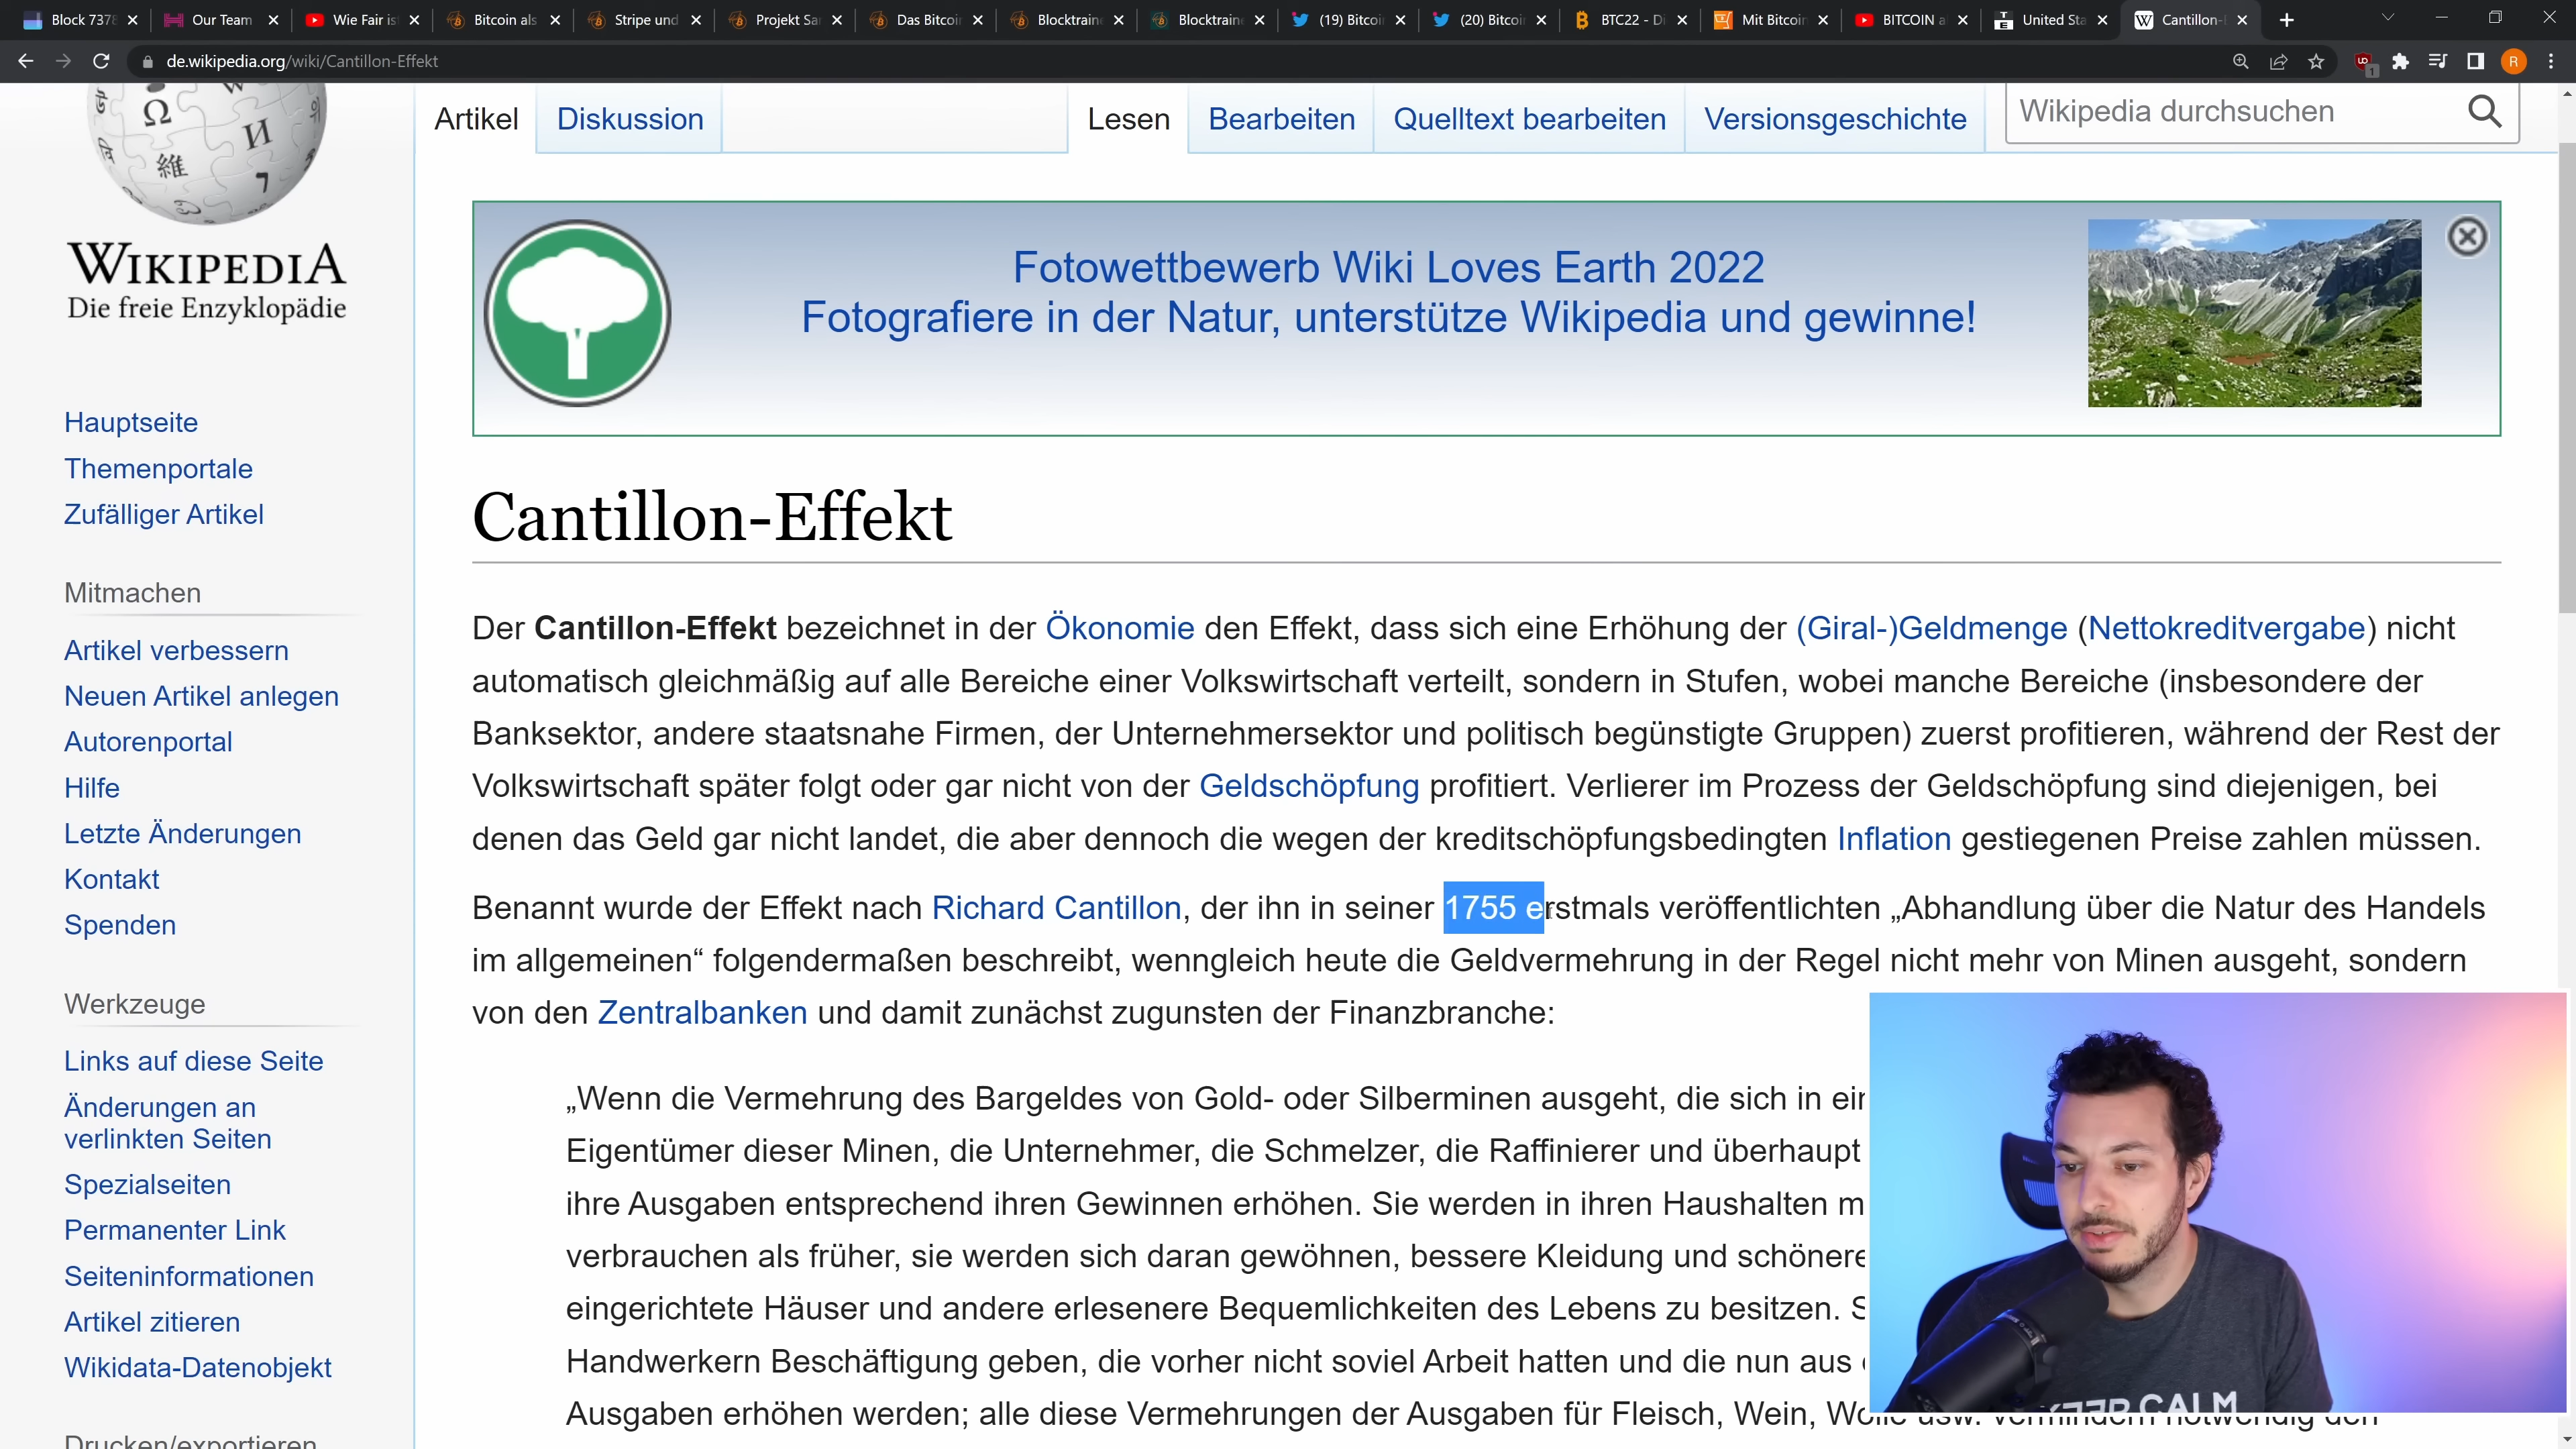 Block 7378
Our Team
Wie Fair is
Bitcoin als
Stripe und
Projekt Sa
Das Bitcoi
Blocktraine
Blocktraine
(19) Bitcoi
(20) Bitcoi
BTC22 - Di
Mit Bitcoin
BITCOIN a
United Sta
Cantillon-
de.wikipedia.org/wiki/Cantillon-Effekt
Artikel
Diskussion
Lesen
Bearbeiten
Quelltext bearbeiten
Versionsgeschichte
Wikipedia durchsuchen
WIKIPEDIA
Die freie Enzyklopädie
Fotowettbewerb Wiki Loves Earth 2022
Fotografiere in der Natur, unterstütze Wikipedia und gewinne!
Hauptseite
Themenportale
Zufälliger Artikel
Mitmachen
Artikel verbessern
Neuen Artikel anlegen
Autorenportal
Hilfe
Letzte Änderungen
Kontakt
Spenden
Werkzeuge
Links auf diese Seite
Änderungen an
verlinkten Seiten
Spezialseiten
Permanenter Link
Seiteninformationen
Artikel zitieren
Wikidata-Datenobjekt
Drucken/exportieren
Cantillon-Effekt
Der Cantillon-Effekt bezeichnet in der Ökonomie den Effekt, dass sich eine Erhöhung der (Giral-)Geldmenge (Nettokreditvergabe) nicht
automatisch gleichmäßig auf alle Bereiche einer Volkswirtschaft verteilt, sondern in Stufen, wobei manche Bereiche (insbesondere der
Banksektor, andere staatsnahe Firmen, der Unternehmersektor und politisch begünstigte Gruppen) zuerst profitieren, während der Rest der
Volkswirtschaft später folgt oder gar nicht von der Geldschöpfung profitiert. Verlierer im Prozess der Geldschöpfung sind diejenigen, bei
denen das Geld gar nicht landet, die aber dennoch die wegen der kreditschöpfungsbedingten Inflation gestiegenen Preise zahlen müssen.
Benannt wurde der Effekt nach Richard Cantillon, der ihn in seiner 1755 erstmals veröffentlichten „Abhandlung über die Natur des Handels
im allgemeinen“ folgendermaßen beschreibt, wenngleich heute die Geldvermehrung in der Regel nicht mehr von Minen ausgeht, sondern
von den Zentralbanken und damit zunächst zugunsten der Finanzbranche:
„Wenn die Vermehrung des Bargeldes von Gold- oder Silberminen ausgeht, die sich in ein
Eigentümer dieser Minen, die Unternehmer, die Schmelzer, die Raffinierer und überhaupt
ihre Ausgaben entsprechend ihren Gewinnen erhöhen. Sie werden in ihren Haushalten m
verbrauchen als früher, sie werden sich daran gewöhnen, bessere Kleidung und schönere
eingerichtete Häuser und andere erlesenere Bequemlichkeiten des Lebens zu besitzen. S
Handwerkern Beschäftigung geben, die vorher nicht soviel Arbeit hatten und die nun aus
Ausgaben erhöhen werden; alle diese Vermehrungen der Ausgaben für Fleisch, Wein, Wolle usw. vermindern notwendig den
CALM